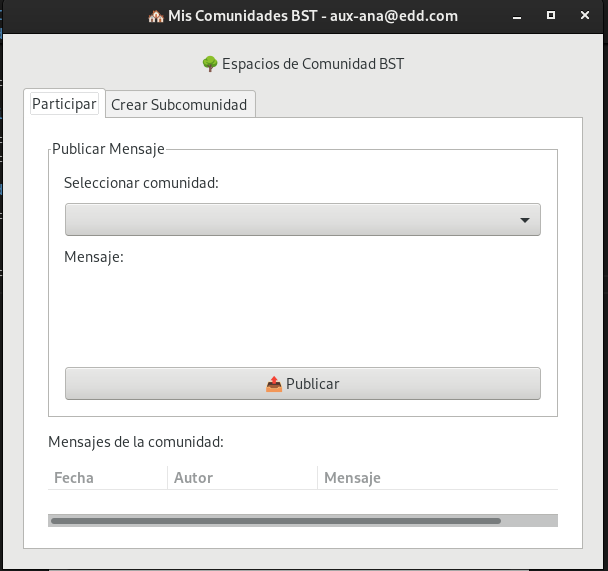 🏘️ Mis Comunidades BST - aux-ana@edd.com
🌳 Espacios de Comunidad BST
Participar
Crear Subcomunidad
Publicar Mensaje
Seleccionar comunidad:
Mensaje:
📤 Publicar
Mensajes de la comunidad:
Fecha Autor Mensaje